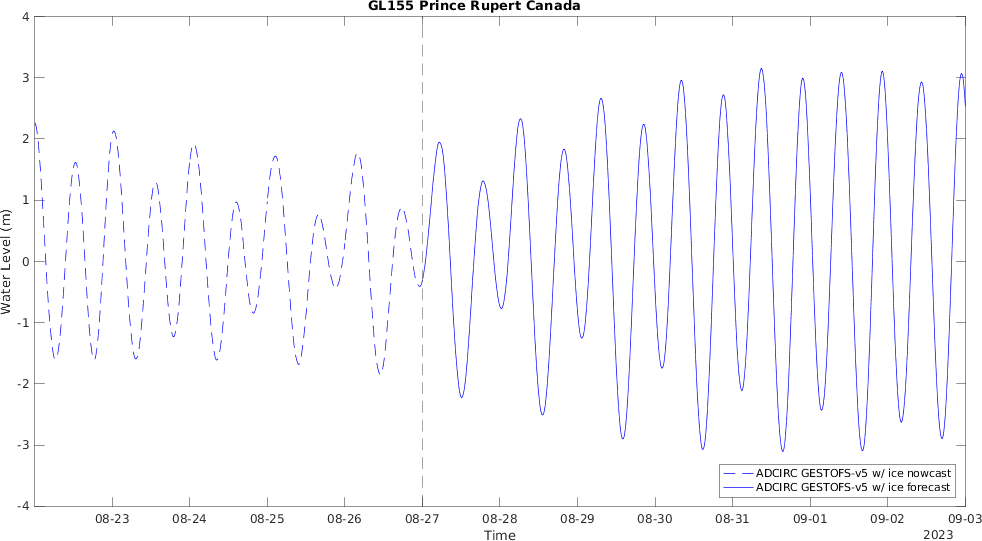 GL155 Prince Rupert Canada
4
3
2
1
0
-1
-2
-3
-4
Water Level (m)
ADCIRC GESTOFS-v5 w/ ice nowcast
ADCIRC GESTOFS-v5 w/ ice forecast
08-23 08-24 08-25 08-26 08-27 08-28 08-29 08-30 08-31 09-01 09-02 09-03
Time
2023